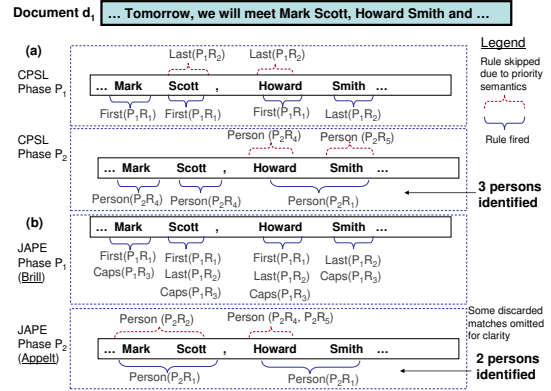 Document d1 ... Tomorrow, we will meet Mark Scott, Howard Smith and ...
Legend
Rule skipped due to priority semantics
Rule fired
(a)
CPSL Phase P1
Last(P1R2) Last(P1R2)
... Mark Scott , Howard Smith ...
First(P1R1) First(P1R1) First(P1R1) Last(P1R2)
CPSL Phase P2
Person (P2R4) Person (P2R5)
... Mark Scott , Howard Smith ...
Person(P2R4) Person(P2R4) Person(P2R1)
3 persons identified
(b)
JAPE Phase P1 (Brill)
... Mark Scott , Howard Smith ...
First(P1R1) First(P1R1) First(P1R1) Last(P1R2)
Caps(P1R3) Last(P1R2) Last(P1R2) Caps(P1R3)
Caps(P1R3) Caps(P1R3)
Some discarded matches omitted for clarity
JAPE Phase P2 (Appelt)
Person (P2R2) Person (P2R4, P2R5)
... Mark Scott , Howard Smith ...
Person(P2R1) Person(P2R1)
2 persons identified